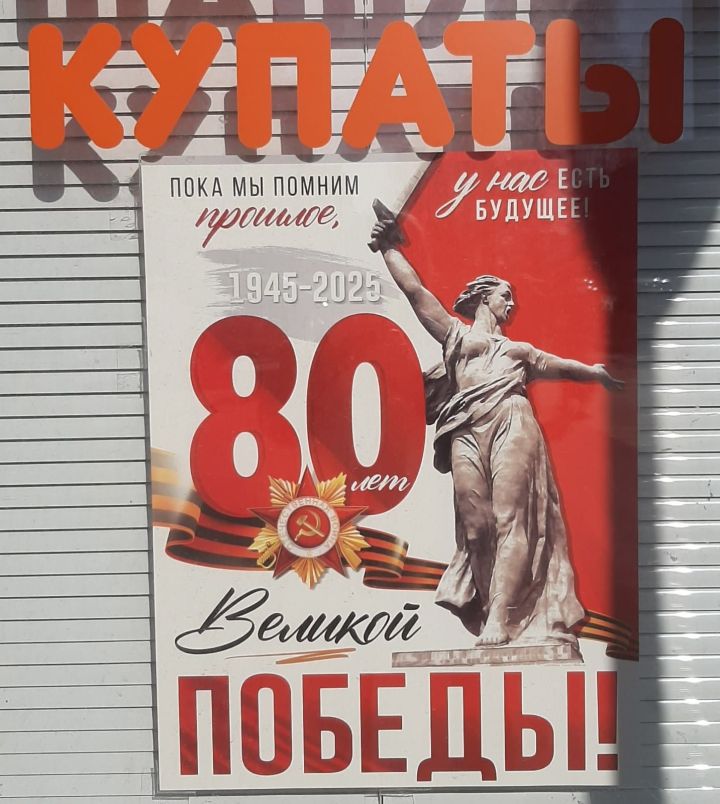 КУПАТЫ
ПОКА МЫ ПОМНИМ
прошлое,
у нас ЕСТЬ
БУДУЩЕЕ!
1945-2025
80
лет
Великой
ПОБЕДЫ!